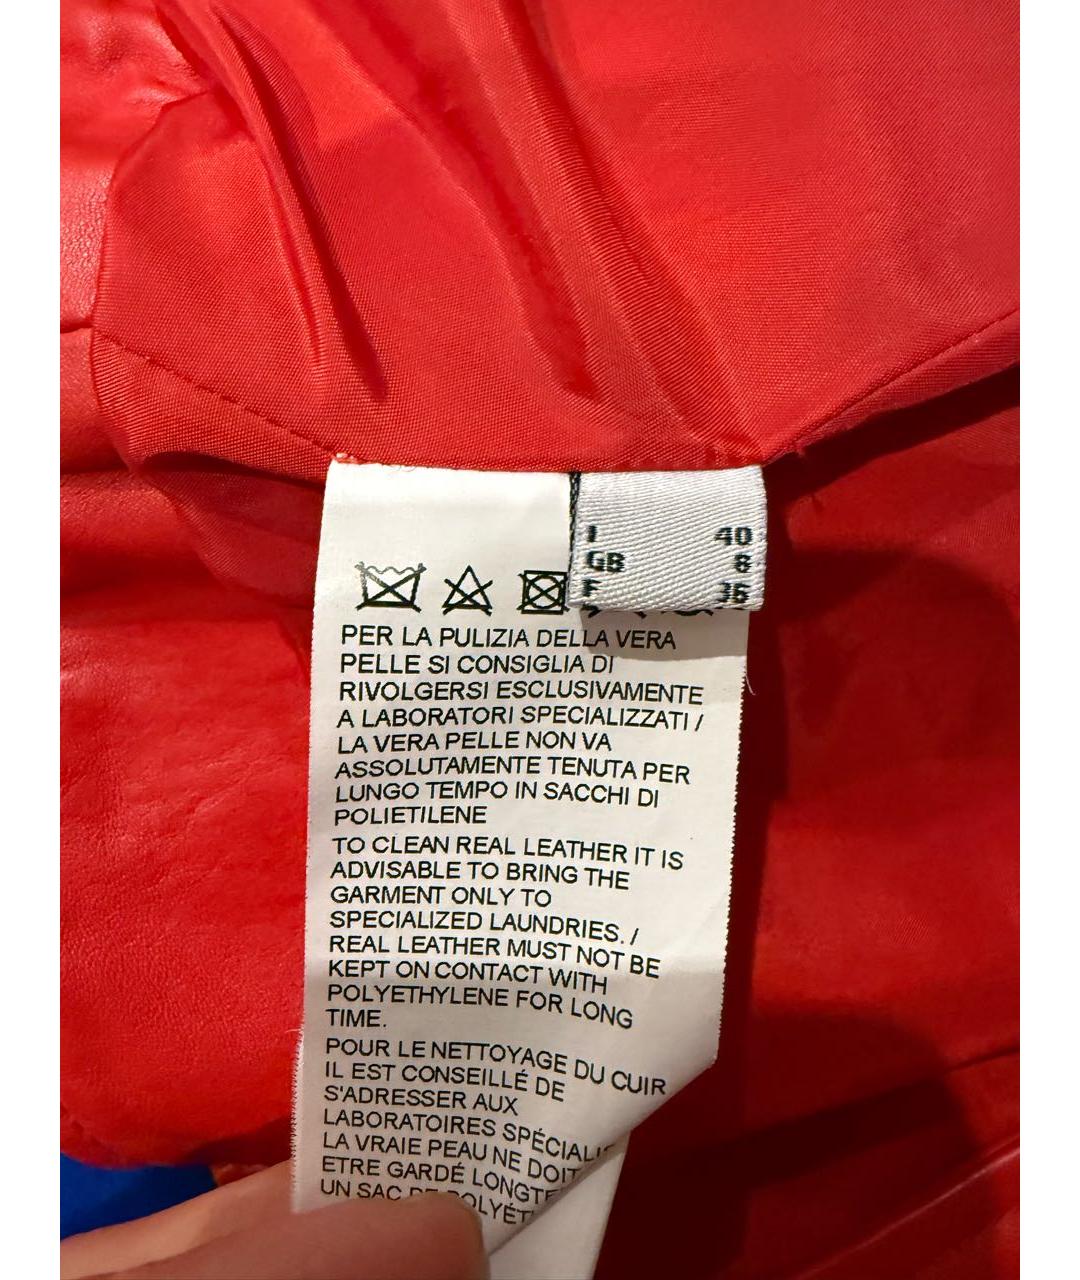 I 40
GB 8
F 36
PER LA PULIZIA DELLA VERA
PELLE SI CONSIGLIA DI
RIVOLGERSI ESCLUSIVAMENTE
A LABORATORI SPECIALIZZATI /
LA VERA PELLE NON VA
ASSOLUTAMENTE TENUTA PER
LUNGO TEMPO IN SACCHI DI
POLIETILENE
TO CLEAN REAL LEATHER IT IS
ADVISABLE TO BRING THE
GARMENT ONLY TO
SPECIALIZED LAUNDRIES. /
REAL LEATHER MUST NOT BE
KEPT ON CONTACT WITH
POLYETHYLENE FOR LONG
TIME.
POUR LE NETTOYAGE DU CUIR
IL EST CONSEILLÉ DE
S'ADRESSER AUX
LABORATOIRES
LA VRAIE PEAU NE DOIT
ETRE GARDÉ
UN SAC